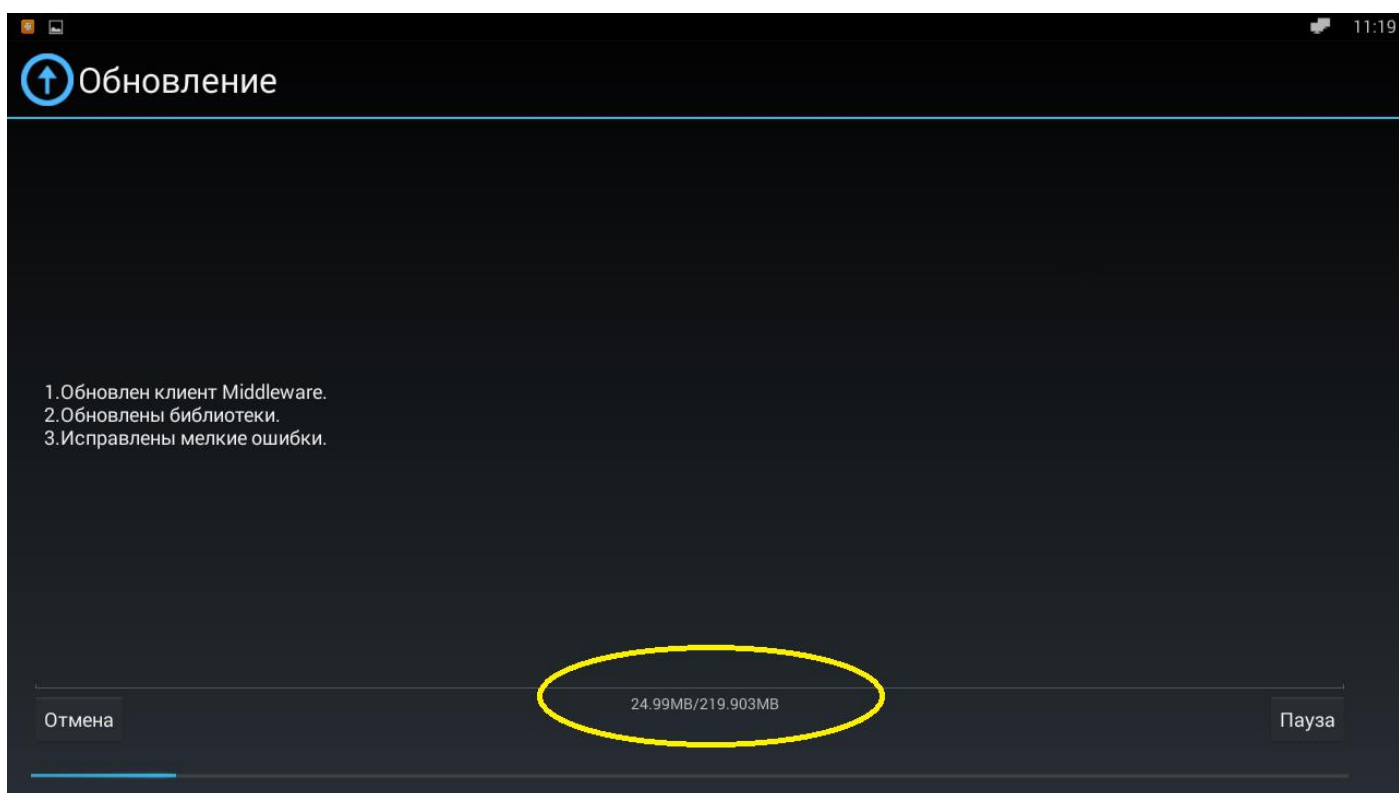 11:19
Обновление
1.Обновлен клиент Middleware.
2.Обновлены библиотеки.
3.Исправлены мелкие ошибки.
24.99MB/219.903MB
Отмена
Пауза